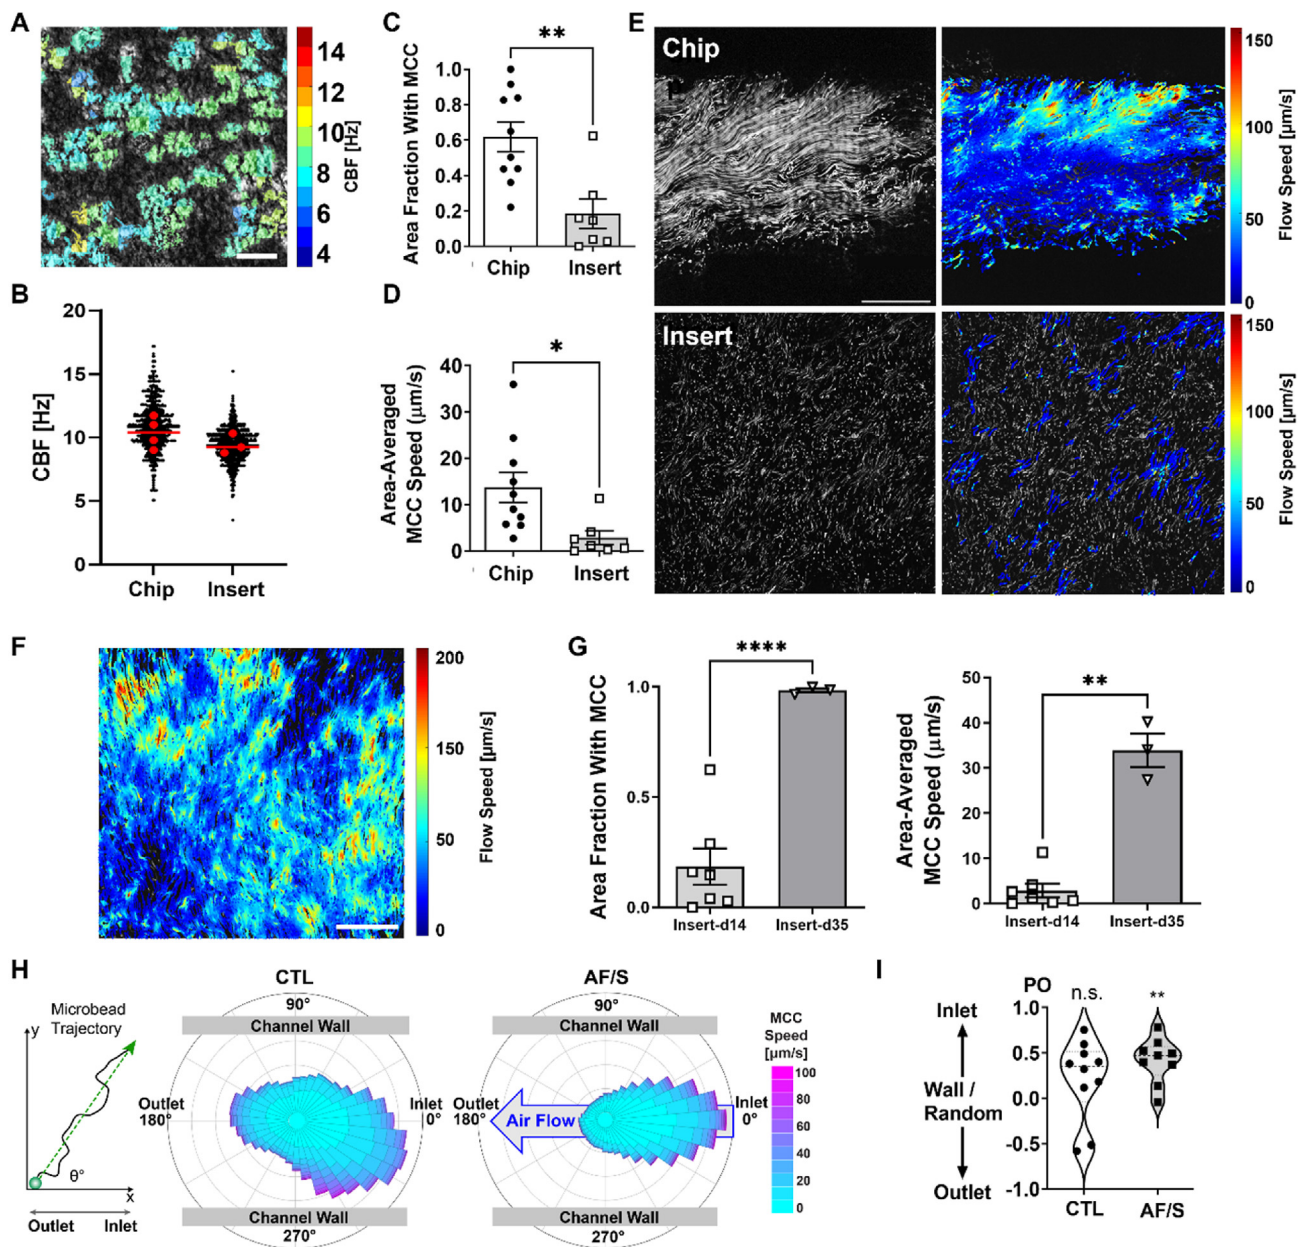 A
14
12
10
8
6
4
CBF [Hz]
B
20
15
10
5
0
CBF [Hz]
Chip
Insert
C
**
1.0
0.8
0.6
0.4
0.2
0.0
Area Fraction With MCC
Chip
Insert
D
*
40
30
20
10
0
Area-Averaged
MCC Speed (μm/s)
Chip
Insert
E
Chip
150
100
50
0
Flow Speed [μm/s]
Insert
150
100
50
0
Flow Speed [μm/s]
F
200
150
50
0
Flow Speed [μm/s]
G
****
1.0
0.5
0.0
Area Fraction With MCC
Insert-d14
Insert-d35
**
50
40
30
20
10
0
Area-Averaged
MCC Speed (μm/s)
Insert-d14
Insert-d35
H
Microbead
Trajectory
y
θ°
x
Outlet
Inlet
CTL
90°
Channel Wall
Outlet
180°
Inlet
0°
Channel Wall
270°
AF/S
90°
Channel Wall
Outlet
180°
Air Flow
Inlet
0°
Channel Wall
270°
MCC
Speed
[μm/s]
100
80
60
40
20
0
I
PO
n.s.
**
Inlet
Wall /
Random
Outlet
1.0
0.5
0.0
-0.5
-1.0
CTL
AF/S